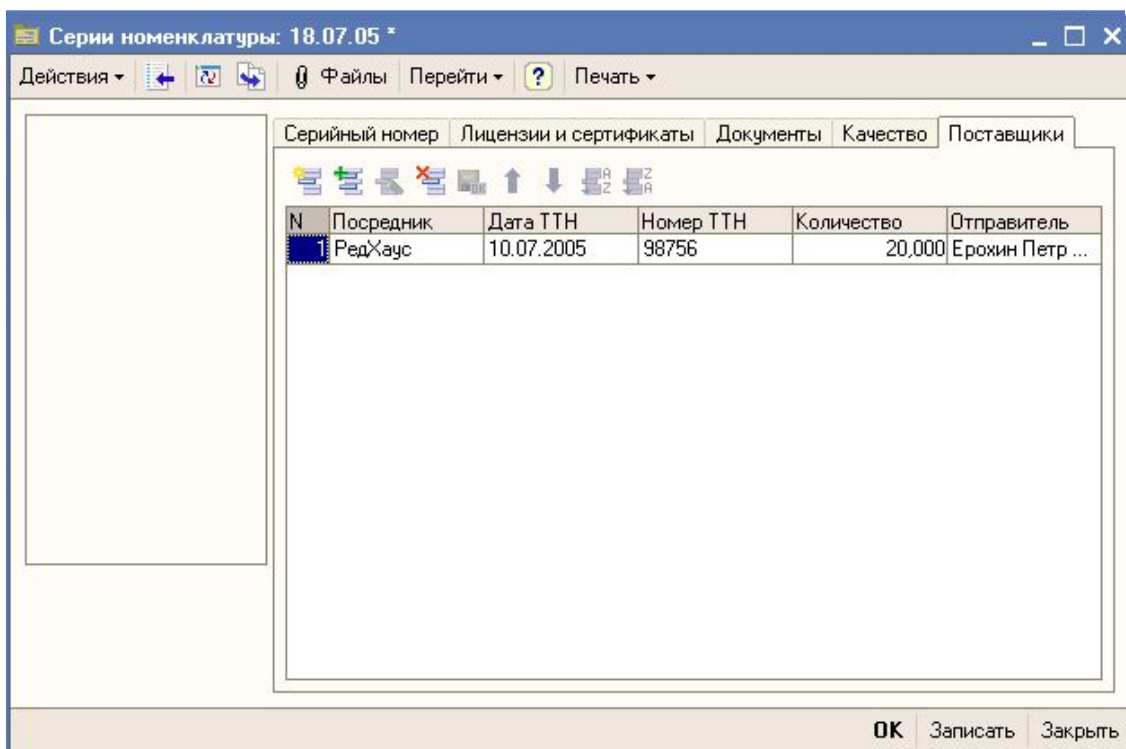 Серии номенклатуры: 18.07.05 *
Действия Файлы Перейти ? Печать
Серийный номер Лицензии и сертификаты Документы Качество Поставщики
N Посредник Дата ТТН Номер ТТН Количество Отправитель
1 РедХаус 10.07.2005 98756 20,000 Ерохин Петр ...
OK Записать Закрыть